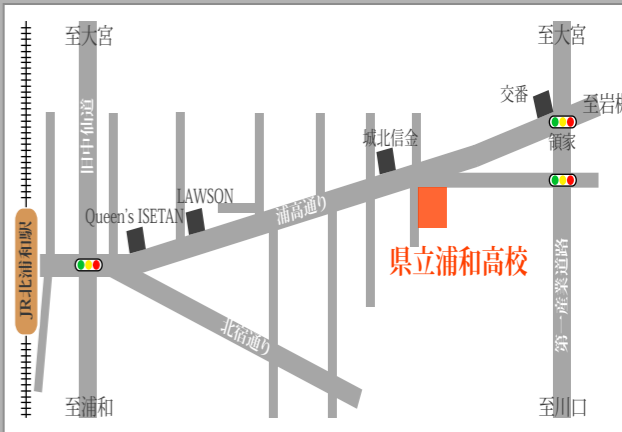 至大宮
至大宮
交番
至岩槻
旧中仙道
領家
城北信金
LAWSON
Queen's ISETAN
浦高通り
JR北浦和駅
県立浦和高校
北宿通り
第一産業道路
至浦和
至川口